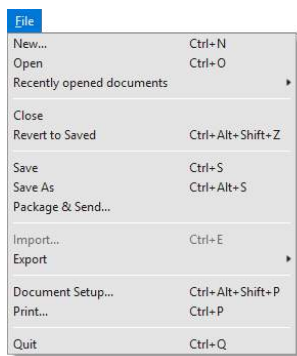 File
New... Ctrl+N
Open Ctrl+O
Recently opened documents
Close
Revert to Saved Ctrl+Alt+Shift+Z
Save Ctrl+S
Save As Ctrl+Alt+S
Package & Send...
Import... Ctrl+E
Export
Document Setup... Ctrl+Alt+Shift+P
Print... Ctrl+P
Quit Ctrl+Q